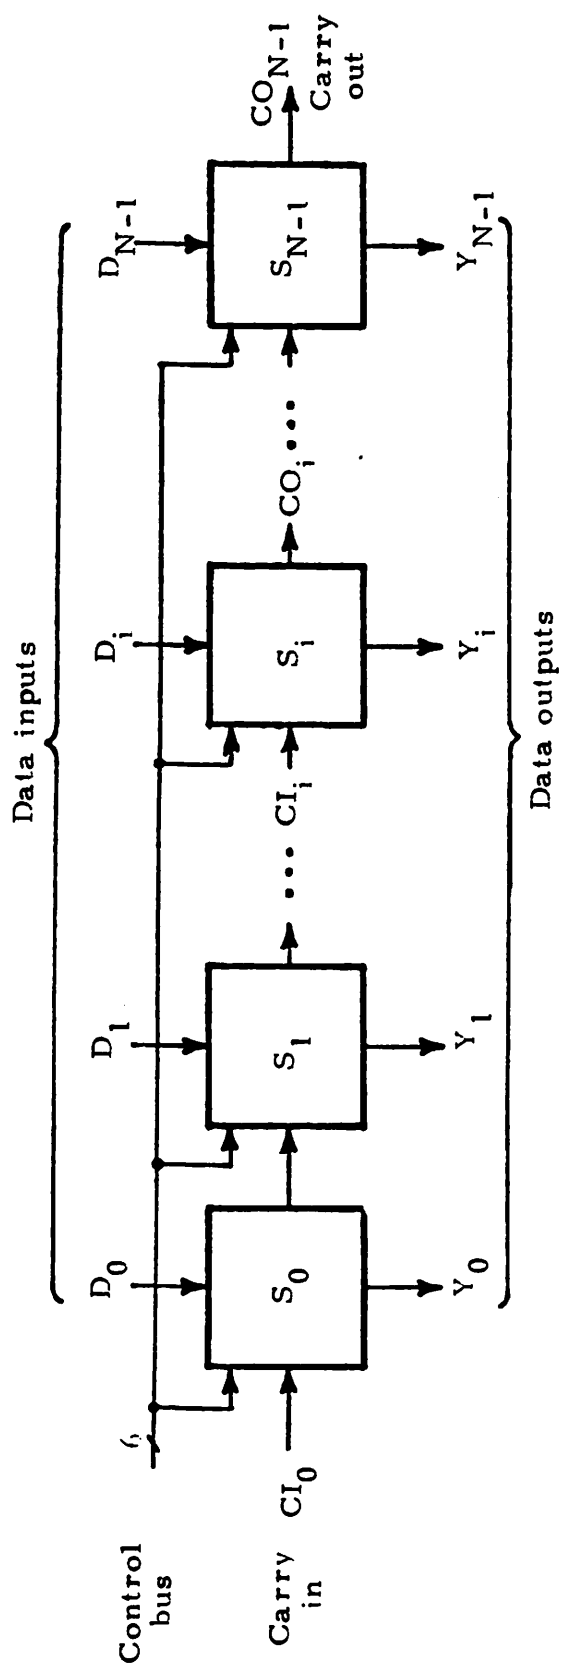 Data inputs
Control
bus
6
D0
D1
Di
DN-1
Carry
in
CI0
S0
S1
CIi
Si
COi
SN-1
CON-1
Carry
out
Y0
Y1
Yi
YN-1
Data outputs